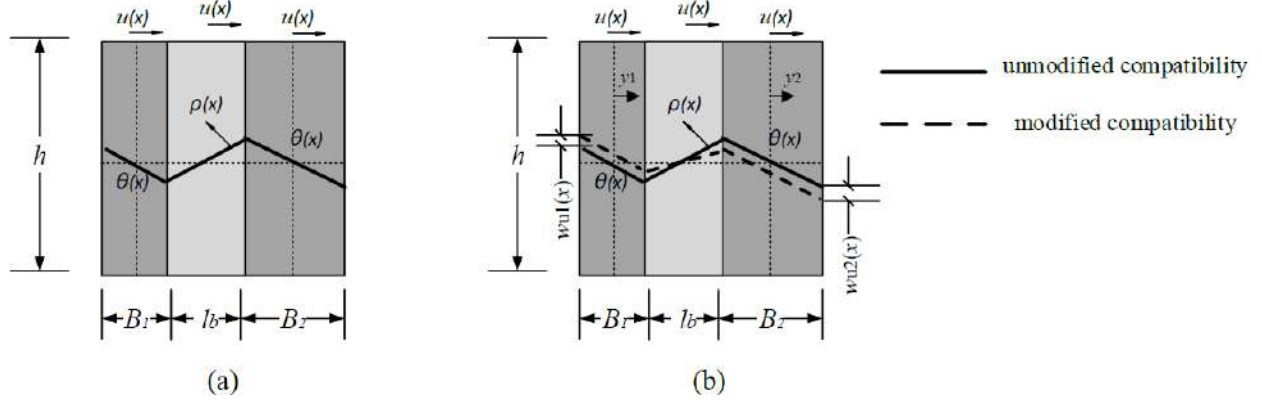 u(x) u(x) u(x)
h
ρ(x)
θ(x)
θ(x)
B1 lb B2
(a)
u(x) u(x) u(x)
y1 y2
h
ρ(x)
θ(x)
θ(x)
wu1(x)
wu2(x)
B1 lb B2
(b)
unmodified compatibility
modified compatibility